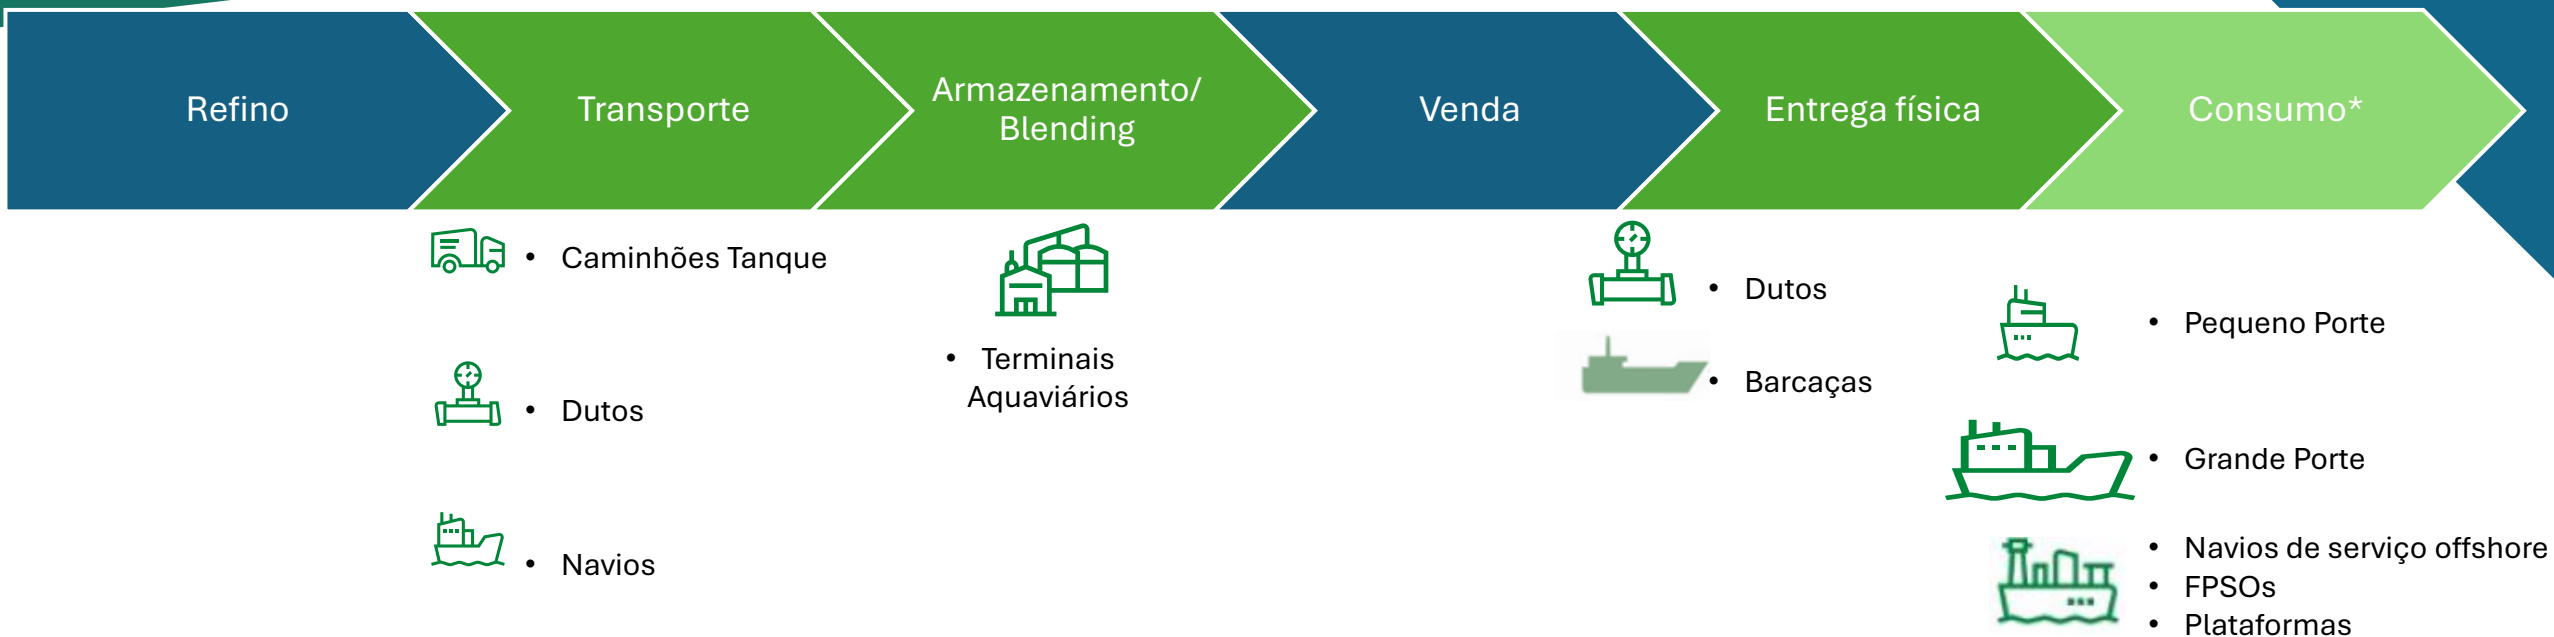 Refino
Transporte
Armazenamento/
Blending
Venda
Entrega física
Consumo*
• Caminhões Tanque
• Dutos
• Navios
• Terminais
Aquaviários
• Dutos
• Barcaças
• Pequeno Porte
• Grande Porte
• Navios de serviço offshore
• FPSOs
• Plataformas